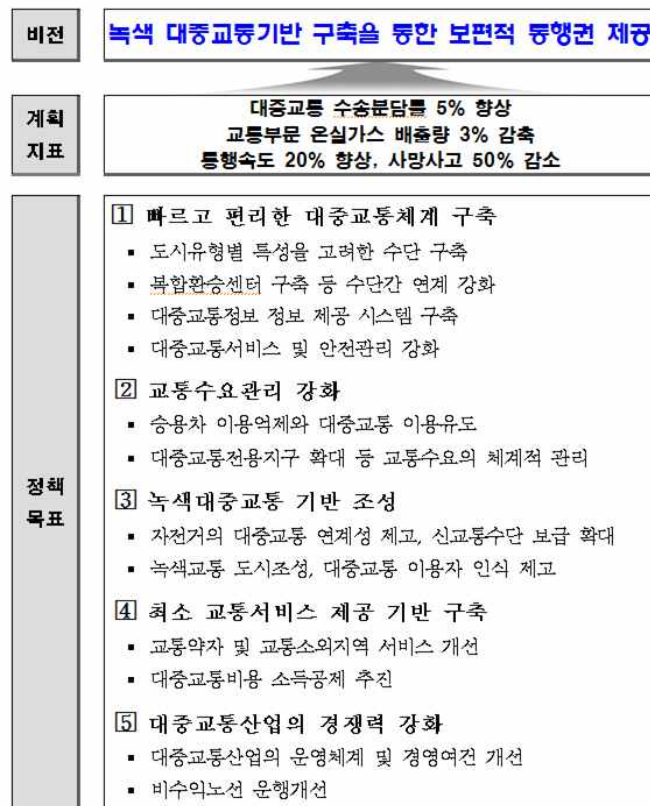 비전
녹색 대중교통기반 구축을 통한 보편적 통행권 제공
계획
지표
대중교통 수송분담률 5% 향상
교통부문 온실가스 배출량 3% 감축
통행속도 20% 향상, 사망사고 50% 감소
정책
목표
1 빠르고 편리한 대중교통체계 구축
▪ 도시유형별 특성을 고려한 수단 구축
▪ 복합환승센터 구축 등 수단간 연계 강화
▪ 대중교통정보 정보 제공 시스템 구축
▪ 대중교통서비스 및 안전관리 강화
2 교통수요관리 강화
▪ 승용차 이용억제와 대중교통 이용유도
▪ 대중교통전용지구 확대 등 교통수요의 체계적 관리
3 녹색대중교통 기반 조성
▪ 자전거의 대중교통 연계성 제고, 신교통수단 보급 확대
▪ 녹색교통 도시조성, 대중교통 이용자 인식 제고
4 최소 교통서비스 제공 기반 구축
▪ 교통약자 및 교통소외지역 서비스 개선
▪ 대중교통비용 소득공제 추진
5 대중교통산업의 경쟁력 강화
▪ 대중교통산업의 운영체계 및 경영여건 개선
▪ 비수익노선 운행개선